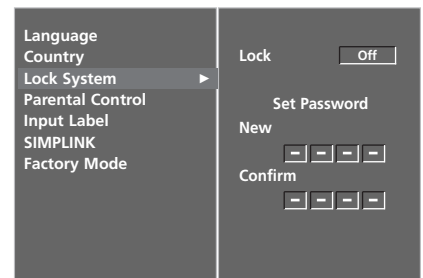 Language
Country
Lock System ►
Parental Control
Input Label
SIMPLINK
Factory Mode
Lock Off
Set Password
New
– – – –
Confirm
– – – –